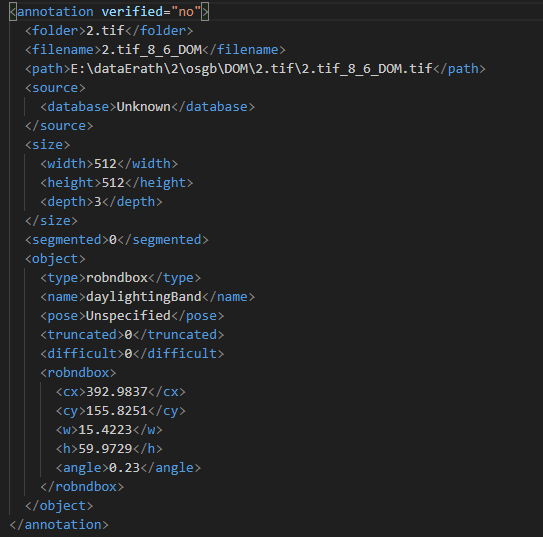 <annotation verified="no">
<folder>2.tif</folder>
<filename>2.tif_8_6_DOM</filename>
<path>E:\dataErath\2\osgb\DOM\2.tif\2.tif_8_6_DOM.tif</path>
<source>
<database>Unknown</database>
</source>
<size>
<width>512</width>
<height>512</height>
<depth>3</depth>
</size>
<segmented>0</segmented>
<object>
<type>robndbox</type>
<name>daylightingBand</name>
<pose>Unspecified</pose>
<truncated>0</truncated>
<difficult>0</difficult>
<robndbox>
<cx>392.9837</cx>
<cy>155.8251</cy>
<w>15.4223</w>
<h>59.9729</h>
<angle>0.23</angle>
</robndbox>
</object>
</annotation>